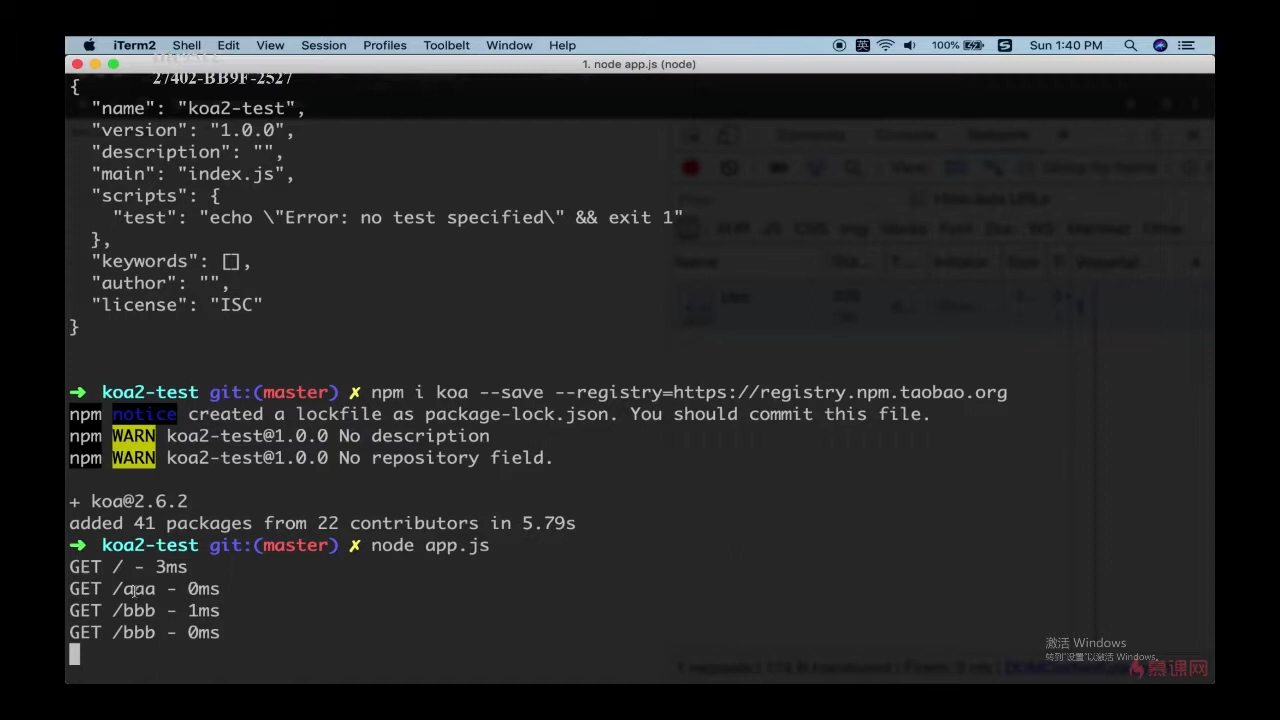 iTerm2 Shell Edit View Session Profiles Toolbelt Window Help 英 100% Sun 1:40 PM
1. node app.js (node)
27402-BB9F-2527
{
"name": "koa2-test",
"version": "1.0.0",
"description": "",
"main": "index.js",
"scripts": {
"test": "echo \"Error: no test specified\" && exit 1"
},
"keywords": [],
"author": "",
"license": "ISC"
}
➜ koa2-test git:(master) ✗ npm i koa --save --registry=https://registry.npm.taobao.org
npm notice created a lockfile as package-lock.json. You should commit this file.
npm WARN koa2-test@1.0.0 No description
npm WARN koa2-test@1.0.0 No repository field.
+ koa@2.6.2
added 41 packages from 22 contributors in 5.79s
➜ koa2-test git:(master) ✗ node app.js
GET / - 3ms
GET /aaa - 0ms
GET /bbb - 1ms
GET /bbb - 0ms
激活 Windows
转到"设置"以激活 Windows。
慕课网